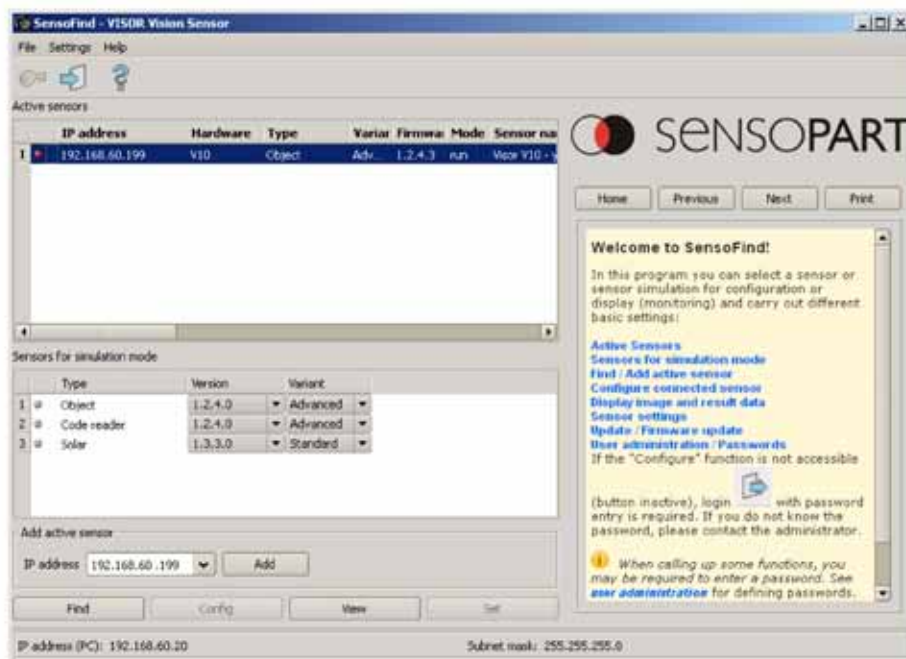 SensoFind - VISOR Vision Sensor
File Settings Help
Active sensors
IP address Hardware Type Varian Firmwa Mode Sensor nam
1 192.168.60.199 V10 Object Adv... 1.2.4.3 run Visor V10 -
SENSOPART
Home Previous Next Print
Welcome to SensoFind!
In this program you can select a sensor or
sensor simulation for configuration or
display (monitoring) and carry out different
basic settings:
Active Sensors
Sensors for simulation mode
Find / Add active sensor
Configure connected sensor
Display image and result data
Sensor settings
Update / Firmware update
User administration / Passwords
If the "Configure" function is not accessible
(button inactive), login with password
entry is required. If you do not know the
password, please contact the administrator.
When calling up some functions, you
may be required to enter a password. See
user administration for defining passwords.
Sensors for simulation mode
Type Version Variant
1 Object 1.2.4.0 Advanced
2 Code reader 1.2.4.0 Advanced
3 Solar 1.3.3.0 Standard
Add active sensor
IP address 192.168.60.199 Add
Find Config View Set
IP address (PC): 192.168.60.20 Subnet mask: 255.255.255.0